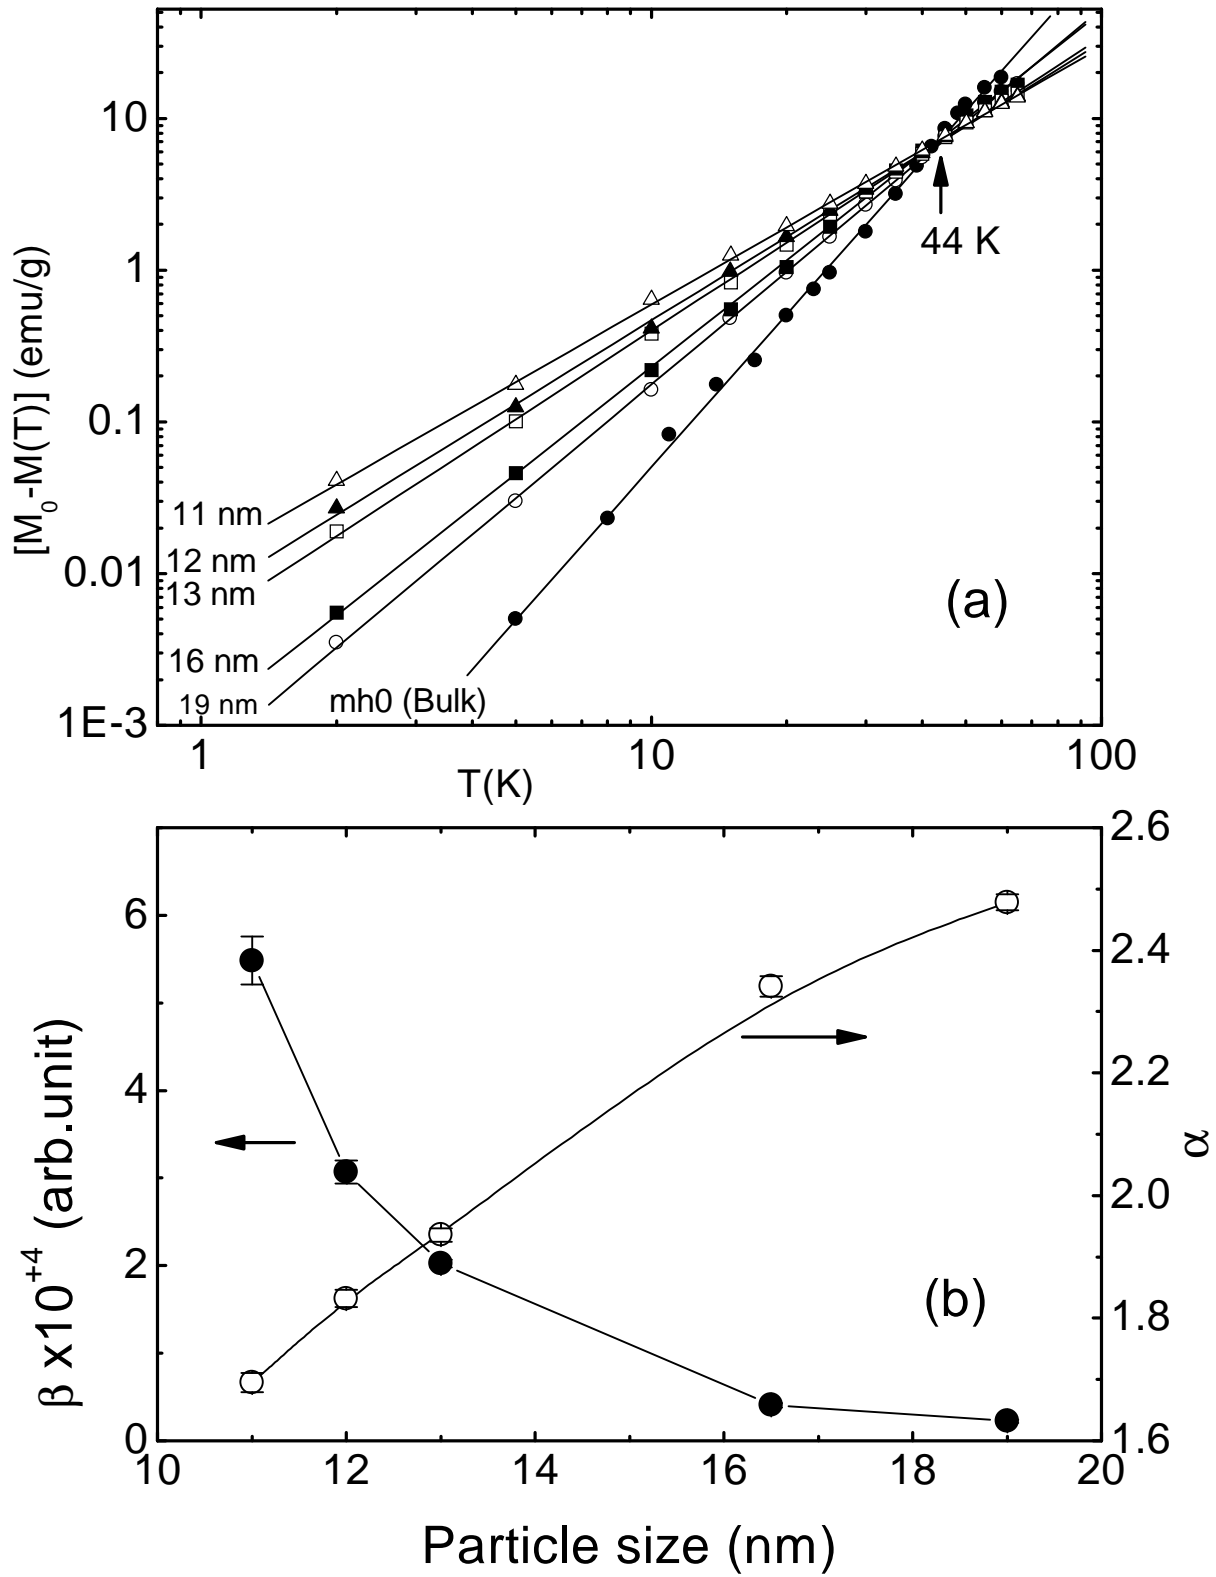 10
1
0.1
0.01
1E-3
[M₀-M(T)] (emu/g)
44 K
11 nm
12 nm
13 nm
16 nm
19 nm
mh0 (Bulk)
(a)
1
10
100
T(K)
6
4
2
0
β x10⁺⁴ (arb.unit)
2.6
2.4
2.2
2.0
1.8
1.6
α
(b)
10
12
14
16
18
20
Particle size (nm)